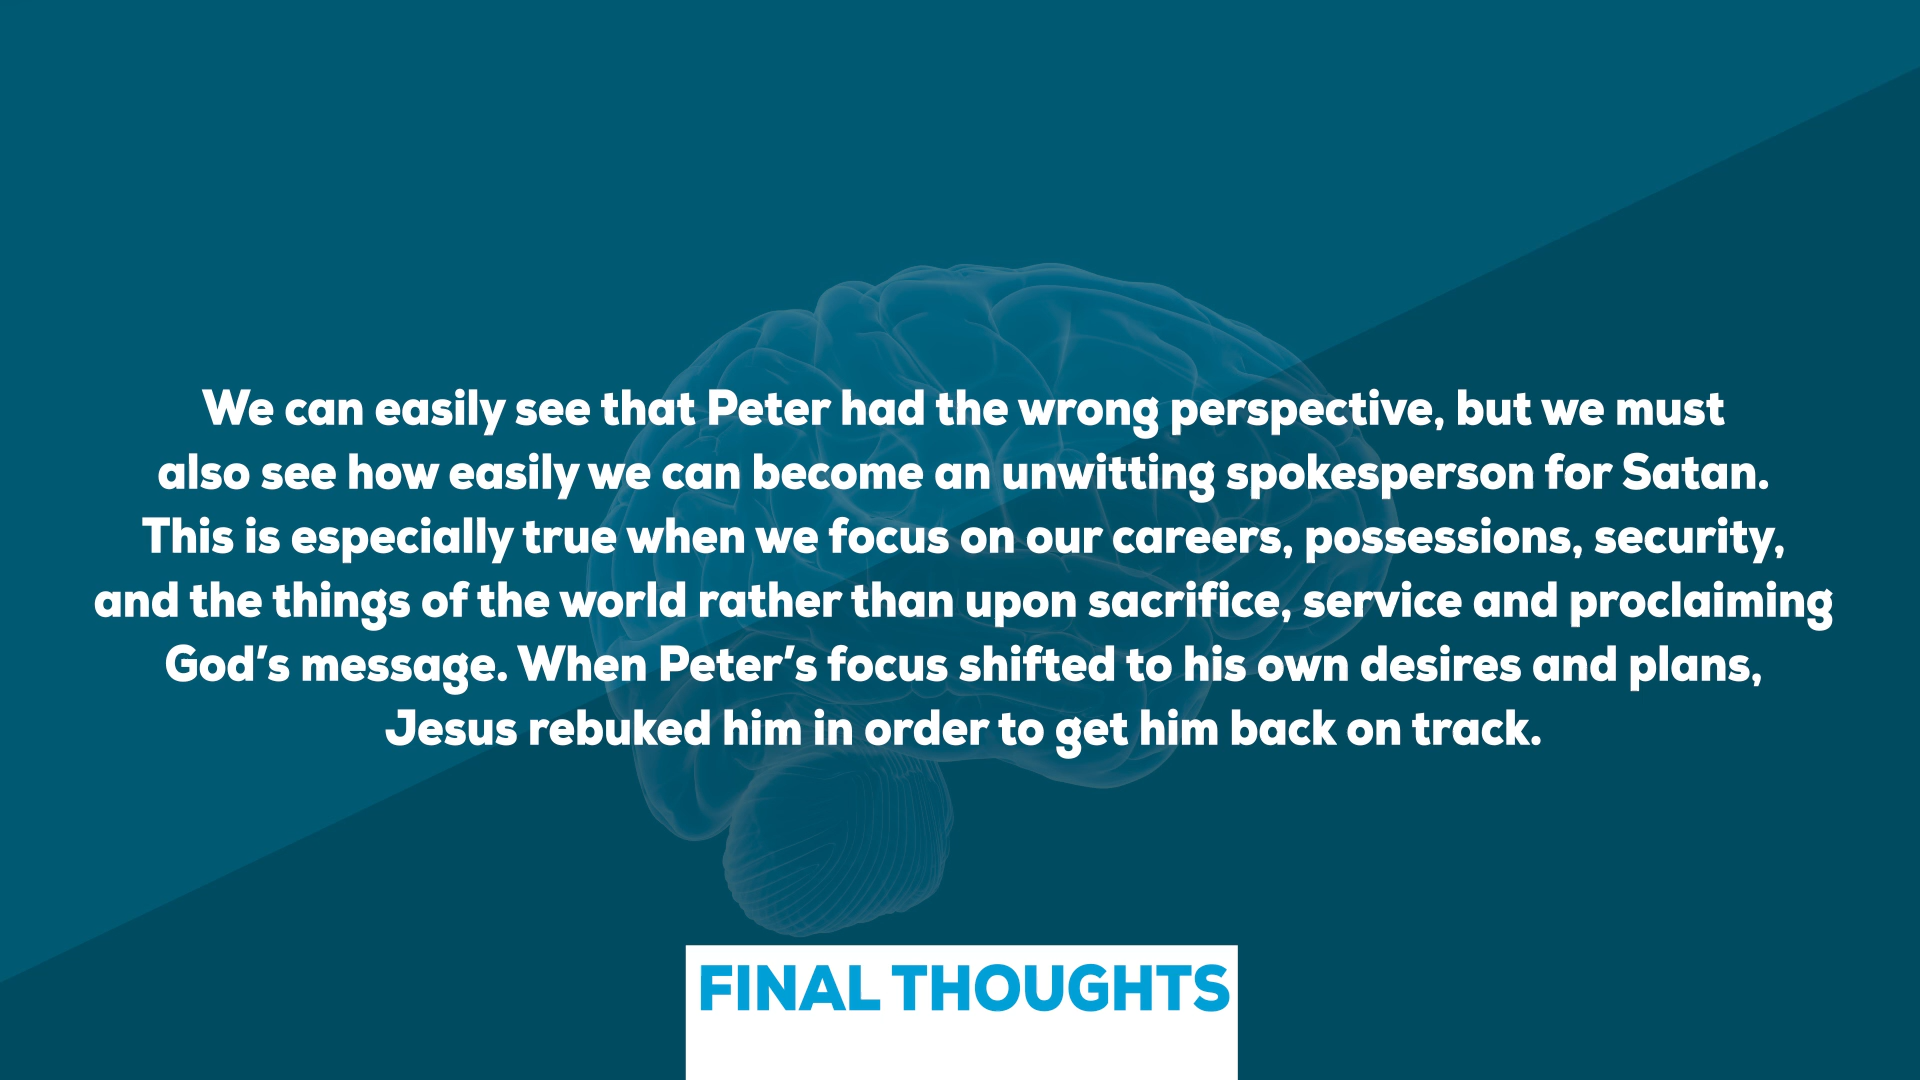 We can easily see that Peter had the wrong perspective, but we must
also see how easily we can become an unwitting spokesperson for Satan.
This is especially true when we focus on our careers, possessions, security,
and the things of the world rather than upon sacrifice, service and proclaiming
God’s message. When Peter’s focus shifted to his own desires and plans,
Jesus rebuked him in order to get him back on track.
FINAL THOUGHTS